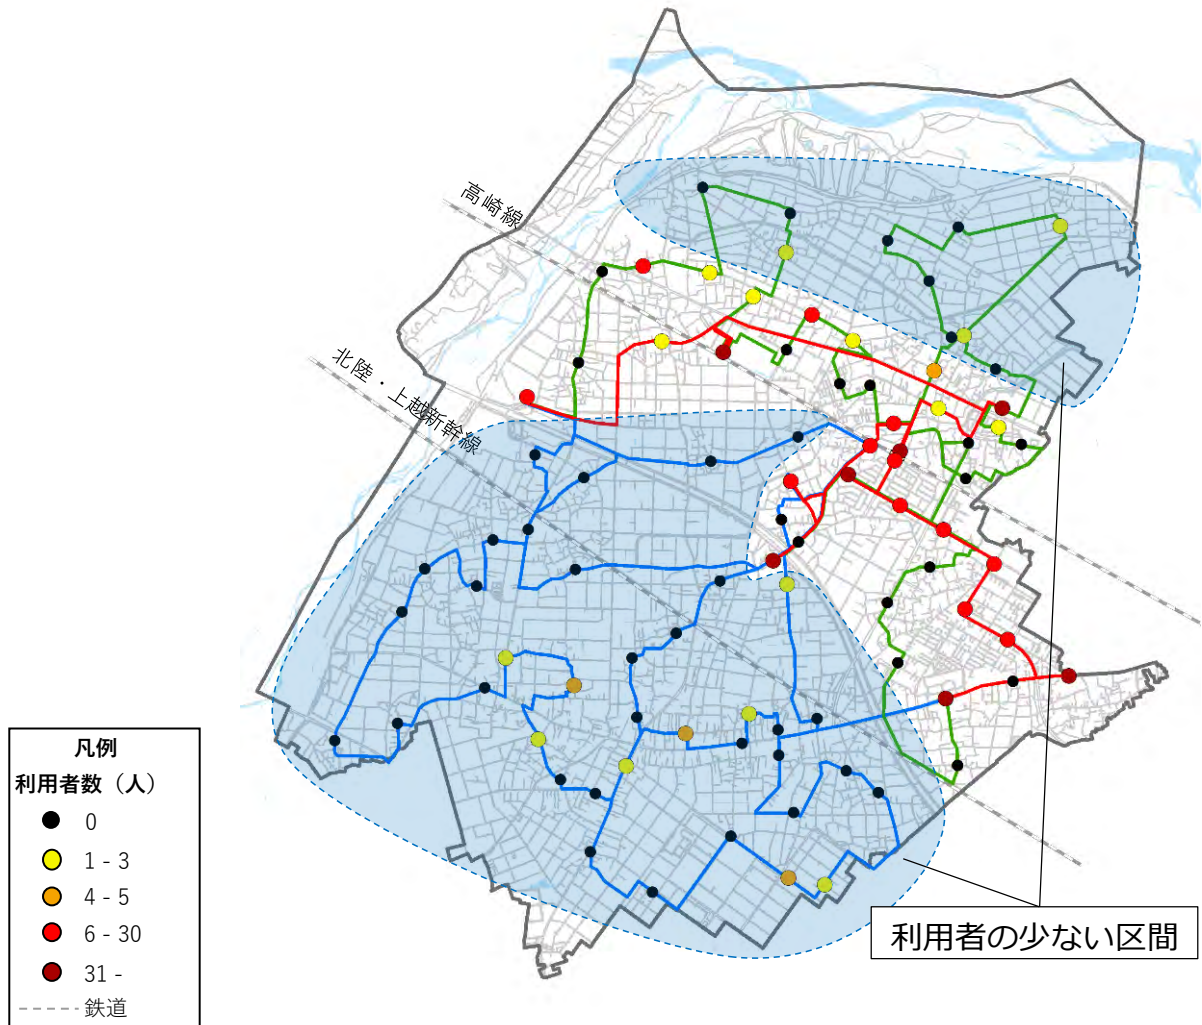 高崎線
北陸・上越新幹線
凡例
利用者数（人）
0
1 - 3
4 - 5
6 - 30
31 -
鉄道
利用者の少ない区間